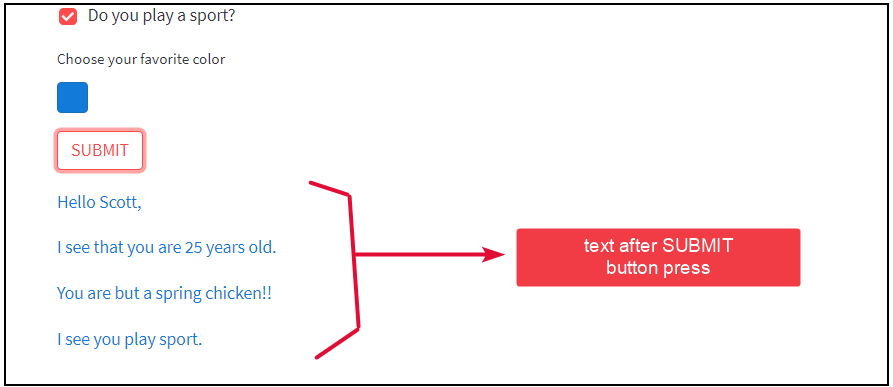 Do you play a sport?
Choose your favorite color
SUBMIT
Hello Scott,
I see that you are 25 years old.
You are but a spring chicken!!
I see you play sport.
text after SUBMIT
button press